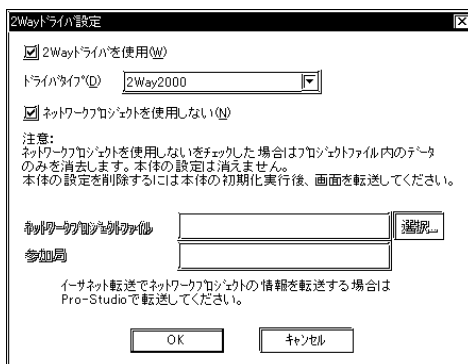 2Wayドライバ設定
2Wayドライバを使用(W)
ドライバタイプ(D) 2Way2000
ネットワークプロジェクトを使用しない(N)
注意:
ネットワークプロジェクトを使用しないをチェックした場合はプロジェクトファイル内のデータ
のみを消去します。本体の設定は消えません。
本体の設定を削除するには本体の初期化実行後、画面を転送してください。
ネットワークプロジェクトファイル 選択...
参加局
イーサネット転送でネットワークプロジェクトの情報を転送する場合は
Pro-Studioで転送してください。
OK キャンセル